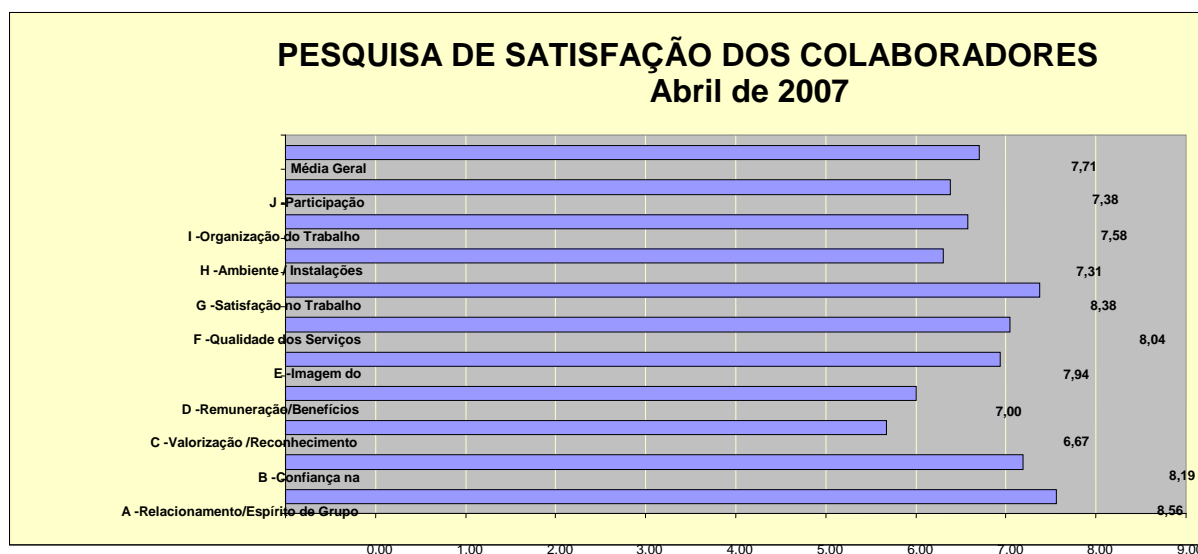 PESQUISA DE SATISFAÇÃO DOS COLABORADORES
Abril de 2007
Média Geral 7,71
J -Participação 7,38
I -Organização do Trabalho 7,58
H -Ambiente / Instalações 7,31
G -Satisfação no Trabalho 8,38
F -Qualidade dos Serviços 8,04
E -Imagem do 7,94
D -Remuneração/Benefícios 7,00
C -Valorização /Reconhecimento 6,67
B -Confiança na 8,19
A -Relacionamento/Espírito de Grupo 8,56
0.00 1.00 2.00 3.00 4.00 5.00 6.00 7.00 8.00 9.00